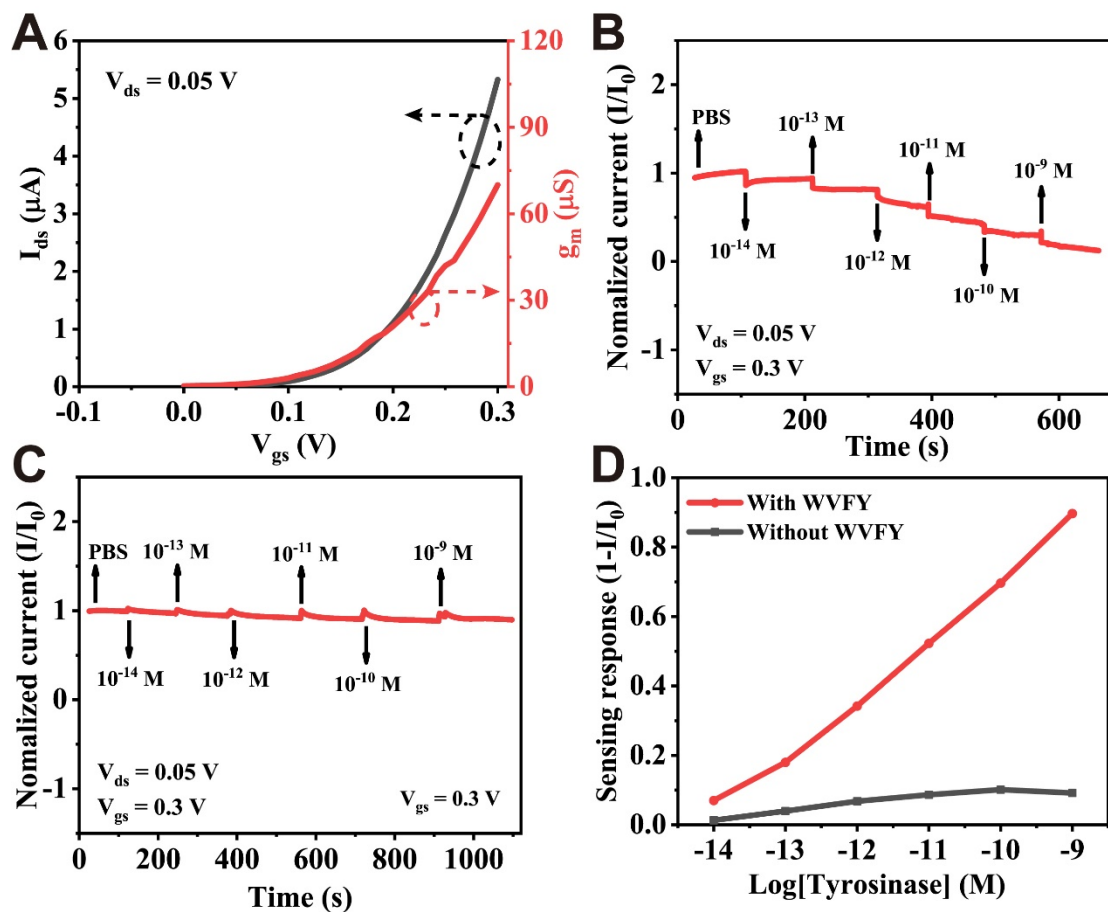 A
V_ds = 0.05 V
I_ds (μA)
6
5
4
3
2
1
0
-0.1
0.0
0.1
0.2
0.3
V_gs (V)
120
90
60
30
0
g_m (μS)
B
Nomalized current (I/I_0)
2
1
0
-1
PBS
10^-13 M
10^-11 M
10^-9 M
10^-14 M
10^-12 M
10^-10 M
V_ds = 0.05 V
V_gs = 0.3 V
0
200
400
600
Time (s)
C
Nomalized current (I/I_0)
2
1
0
-1
PBS
10^-13 M
10^-11 M
10^-9 M
10^-14 M
10^-12 M
10^-10 M
V_ds = 0.05 V
V_gs = 0.3 V
V_gs = 0.3 V
0
200
400
600
800
1000
Time (s)
D
Sensing response (1-I/I_0)
1.0
0.8
0.6
0.4
0.2
0.0
With WVFY
Without WVFY
-14
-13
-12
-11
-10
-9
Log[Tyrosinase] (M)